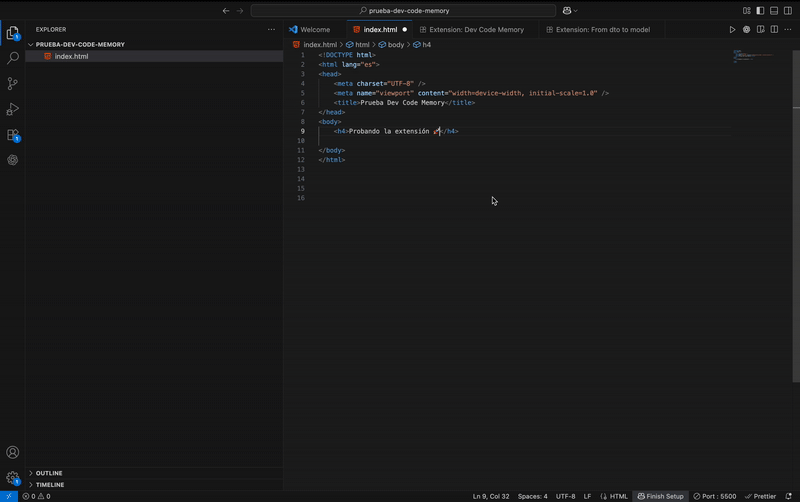 prueba-dev-code-memory
EXPLORER
Welcome
index.html
Extension: Dev Code Memory
Extension: From dto to model
PRUEBA-DEV-CODE-MEMORY
index.html > html > body > h4
index.html
1 <!DOCTYPE html>
2 <html lang="es">
3 <head>
4 <meta charset="UTF-8" />
5 <meta name="viewport" content="width=device-width, initial-scale=1.0" />
6 <title>Prueba Dev Code Memory</title>
7 </head>
8 <body>
9 <h4>Probando la extensión 🚀</h4>
10
11 </body>
12 </html>
13
14
15
16
OUTLINE
TIMELINE
0 0
Ln 9, Col 32
Spaces: 4
UTF-8
LF
HTML
Finish Setup
Port : 5500
Prettier